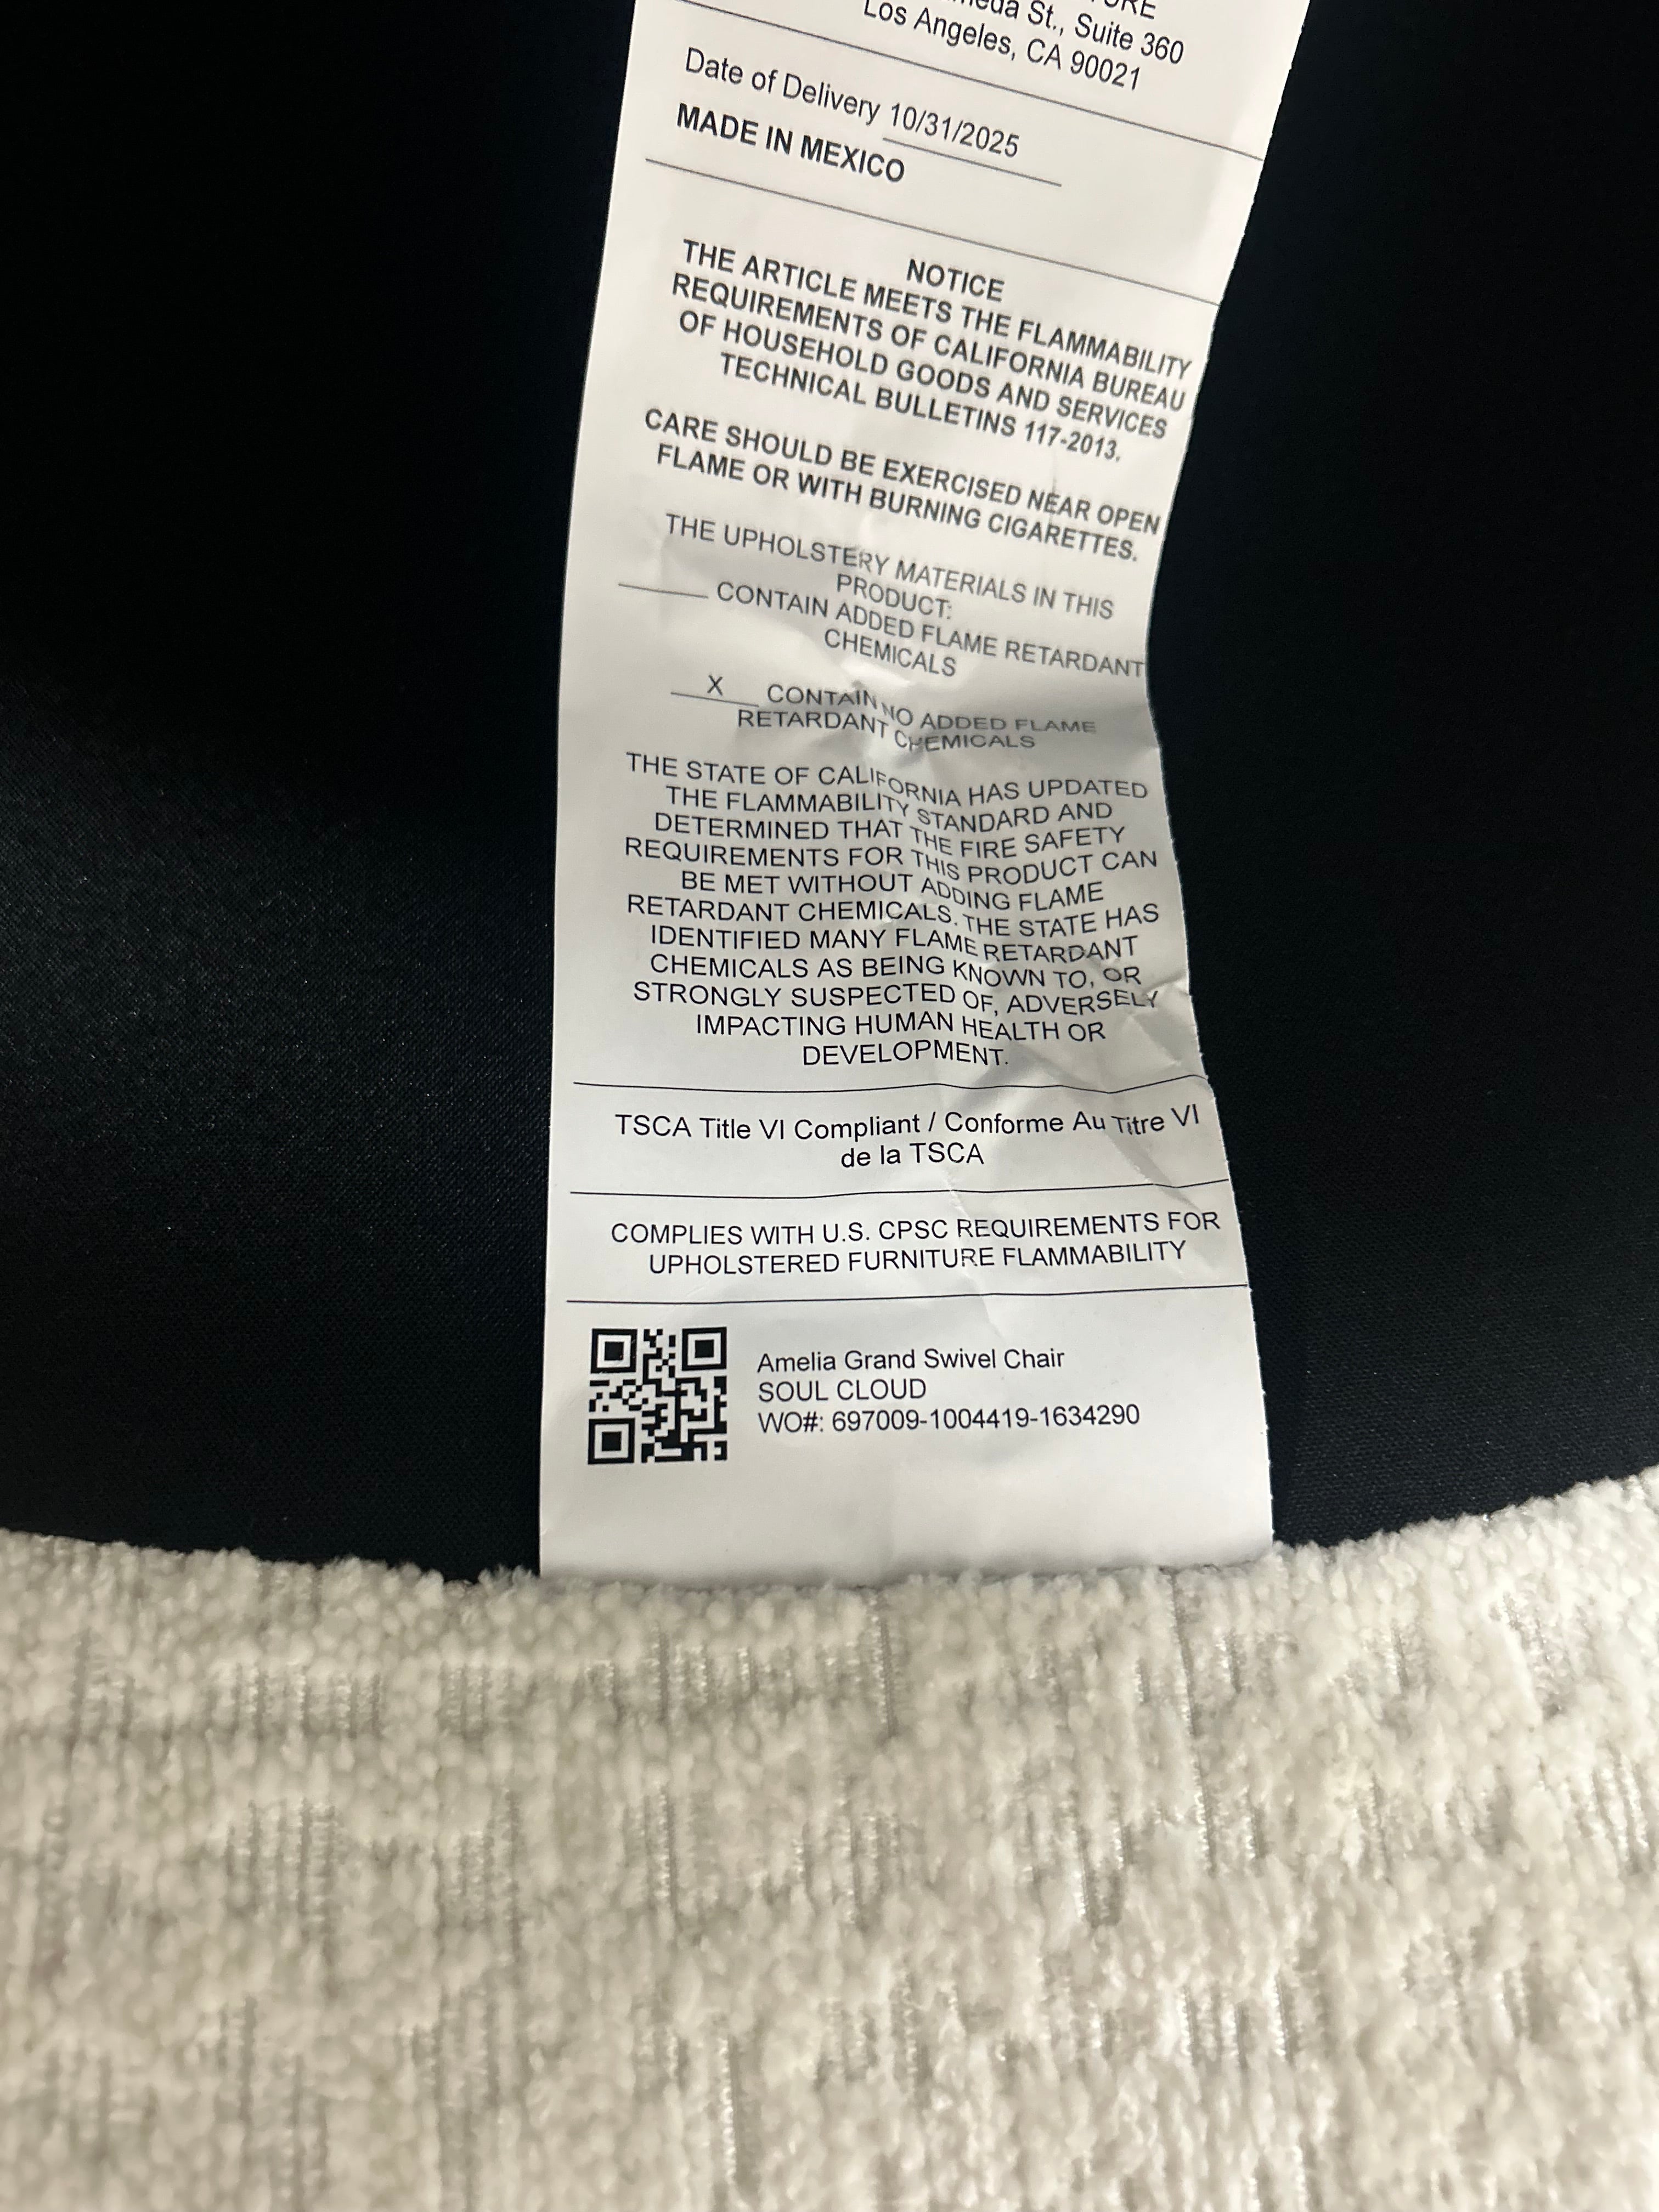 St., Suite 360
Los Angeles, CA 90021
Date of Delivery 10/31/2025
MADE IN MEXICO
NOTICE
THE ARTICLE MEETS THE FLAMMABILITY
REQUIREMENTS OF CALIFORNIA BUREAU
OF HOUSEHOLD GOODS AND SERVICES
TECHNICAL BULLETINS 117-2013.
CARE SHOULD BE EXERCISED NEAR OPEN
FLAME OR WITH BURNING CIGARETTES.
THE UPHOLSTERY MATERIALS IN THIS
PRODUCT:
CONTAIN ADDED FLAME RETARDANT
CHEMICALS
X CONTAIN NO ADDED FLAME
RETARDANT CHEMICALS
THE STATE OF CALIFORNIA HAS UPDATED
THE FLAMMABILITY STANDARD AND
DETERMINED THAT THE FIRE SAFETY
REQUIREMENTS FOR THIS PRODUCT CAN
BE MET WITHOUT ADDING FLAME
RETARDANT CHEMICALS. THE STATE HAS
IDENTIFIED MANY FLAME RETARDANT
CHEMICALS AS BEING KNOWN TO, OR
STRONGLY SUSPECTED OF, ADVERSELY
IMPACTING HUMAN HEALTH OR
DEVELOPMENT.
TSCA Title VI Compliant / Conforme Au Titre VI
de la TSCA
COMPLIES WITH U.S. CPSC REQUIREMENTS FOR
UPHOLSTERED FURNITURE FLAMMABILITY
Amelia Grand Swivel Chair
SOUL CLOUD
WO#: 697009-1004419-1634290